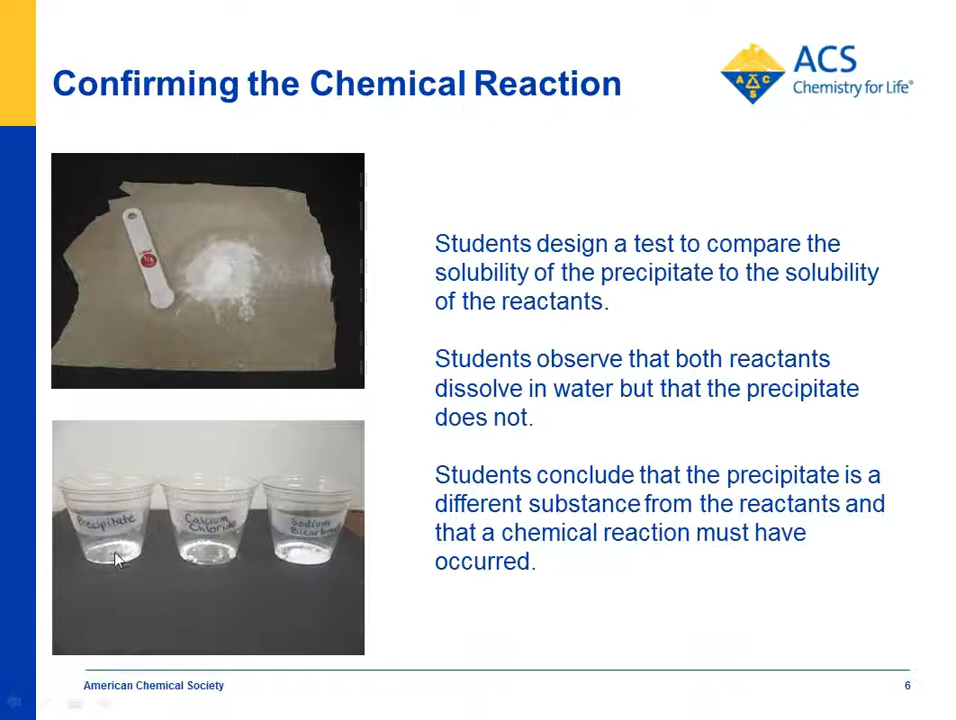 Confirming the Chemical Reaction
ACS
Chemistry for Life®
A C C
S
Students design a test to compare the
solubility of the precipitate to the solubility
of the reactants.
Students observe that both reactants
dissolve in water but that the precipitate
does not.
Students conclude that the precipitate is a
different substance from the reactants and
that a chemical reaction must have
occurred.
Precipitate
Calcium
Chloride
Sodium
American Chemical Society
6